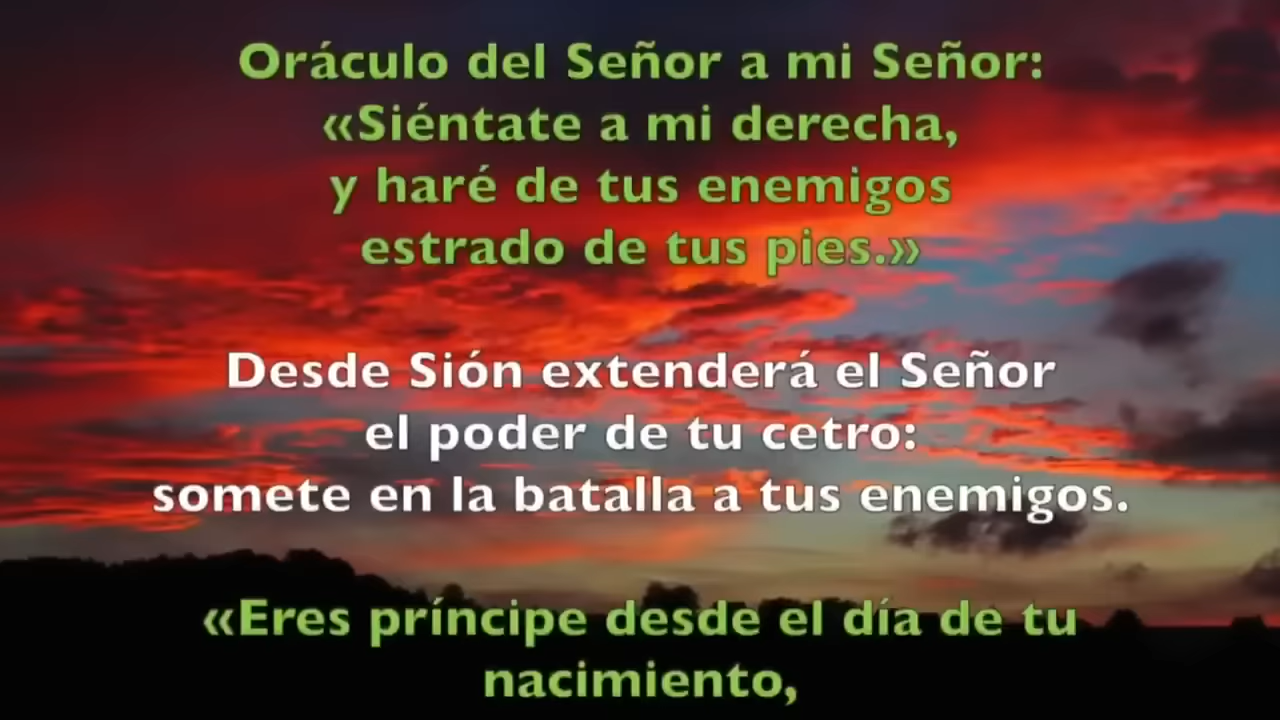 Oráculo del Señor a mi Señor:
«Siéntate a mi derecha,
y haré de tus enemigos
estrado de tus pies.»
Desde Sión extenderá el Señor
el poder de tu cetro:
somete en la batalla a tus enemigos.
«Eres príncipe desde el día de tu
nacimiento,